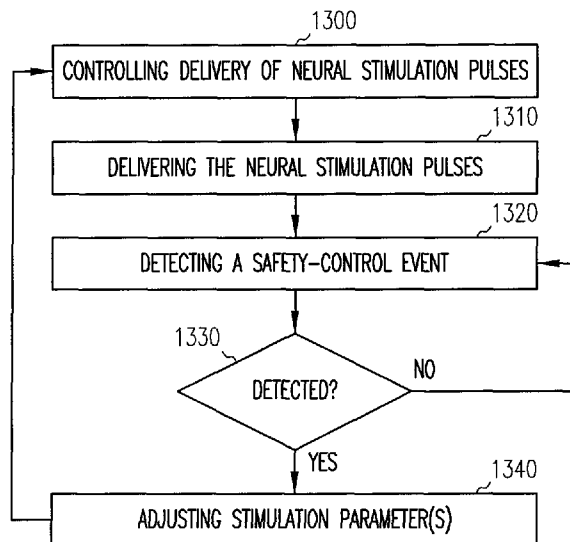 1300
CONTROLLING DELIVERY OF NEURAL STIMULATION PULSES
1310
DELIVERING THE NEURAL STIMULATION PULSES
1320
DETECTING A SAFETY-CONTROL EVENT
1330
DETECTED?
NO
YES
1340
ADJUSTING STIMULATION PARAMETER(S)